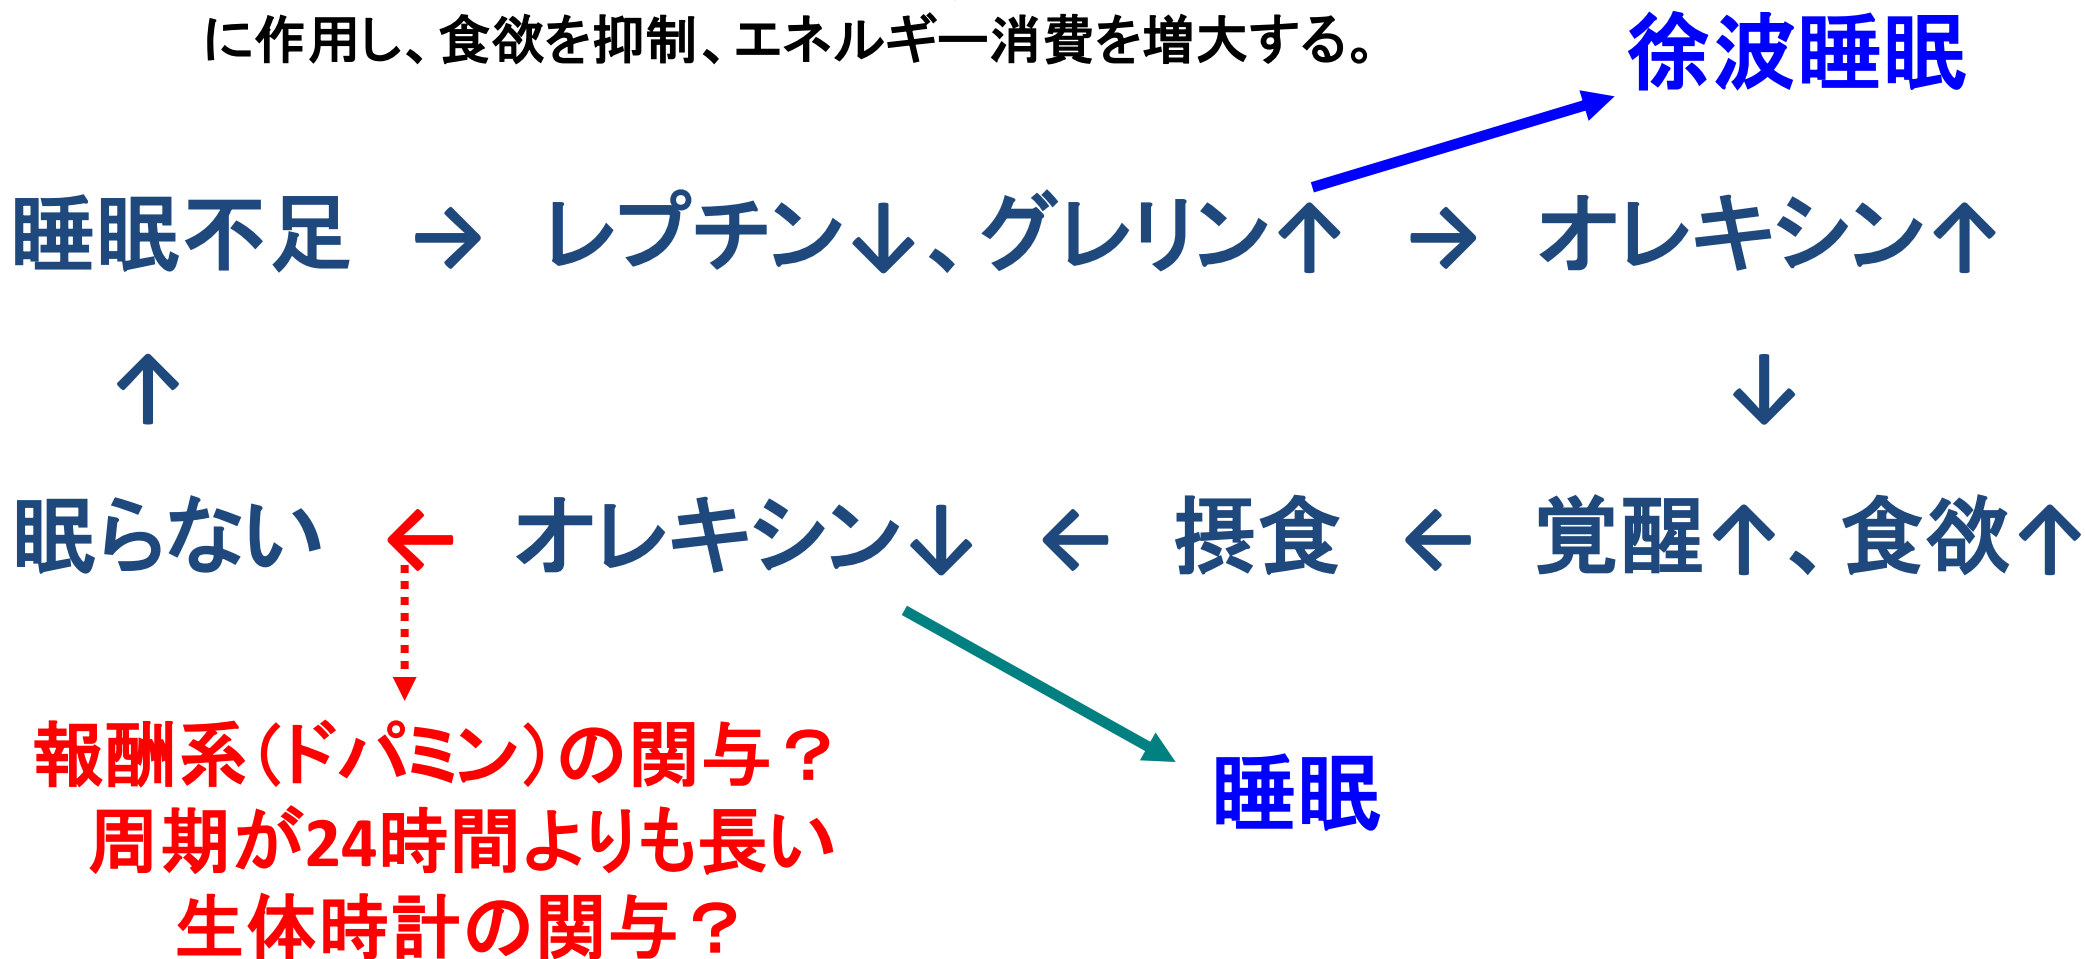 に作用し、食欲を抑制、エネルギー消費を増大する。
徐波睡眠
睡眠不足 → レプチン↓、グレリン↑ → オレキシン↑
↑ ↓
眠らない ← オレキシン↓ ← 摂食 ← 覚醒↑、食欲↑
報酬系(ドパミン)の関与?
周期が24時間よりも長い
生体時計の関与?
睡眠